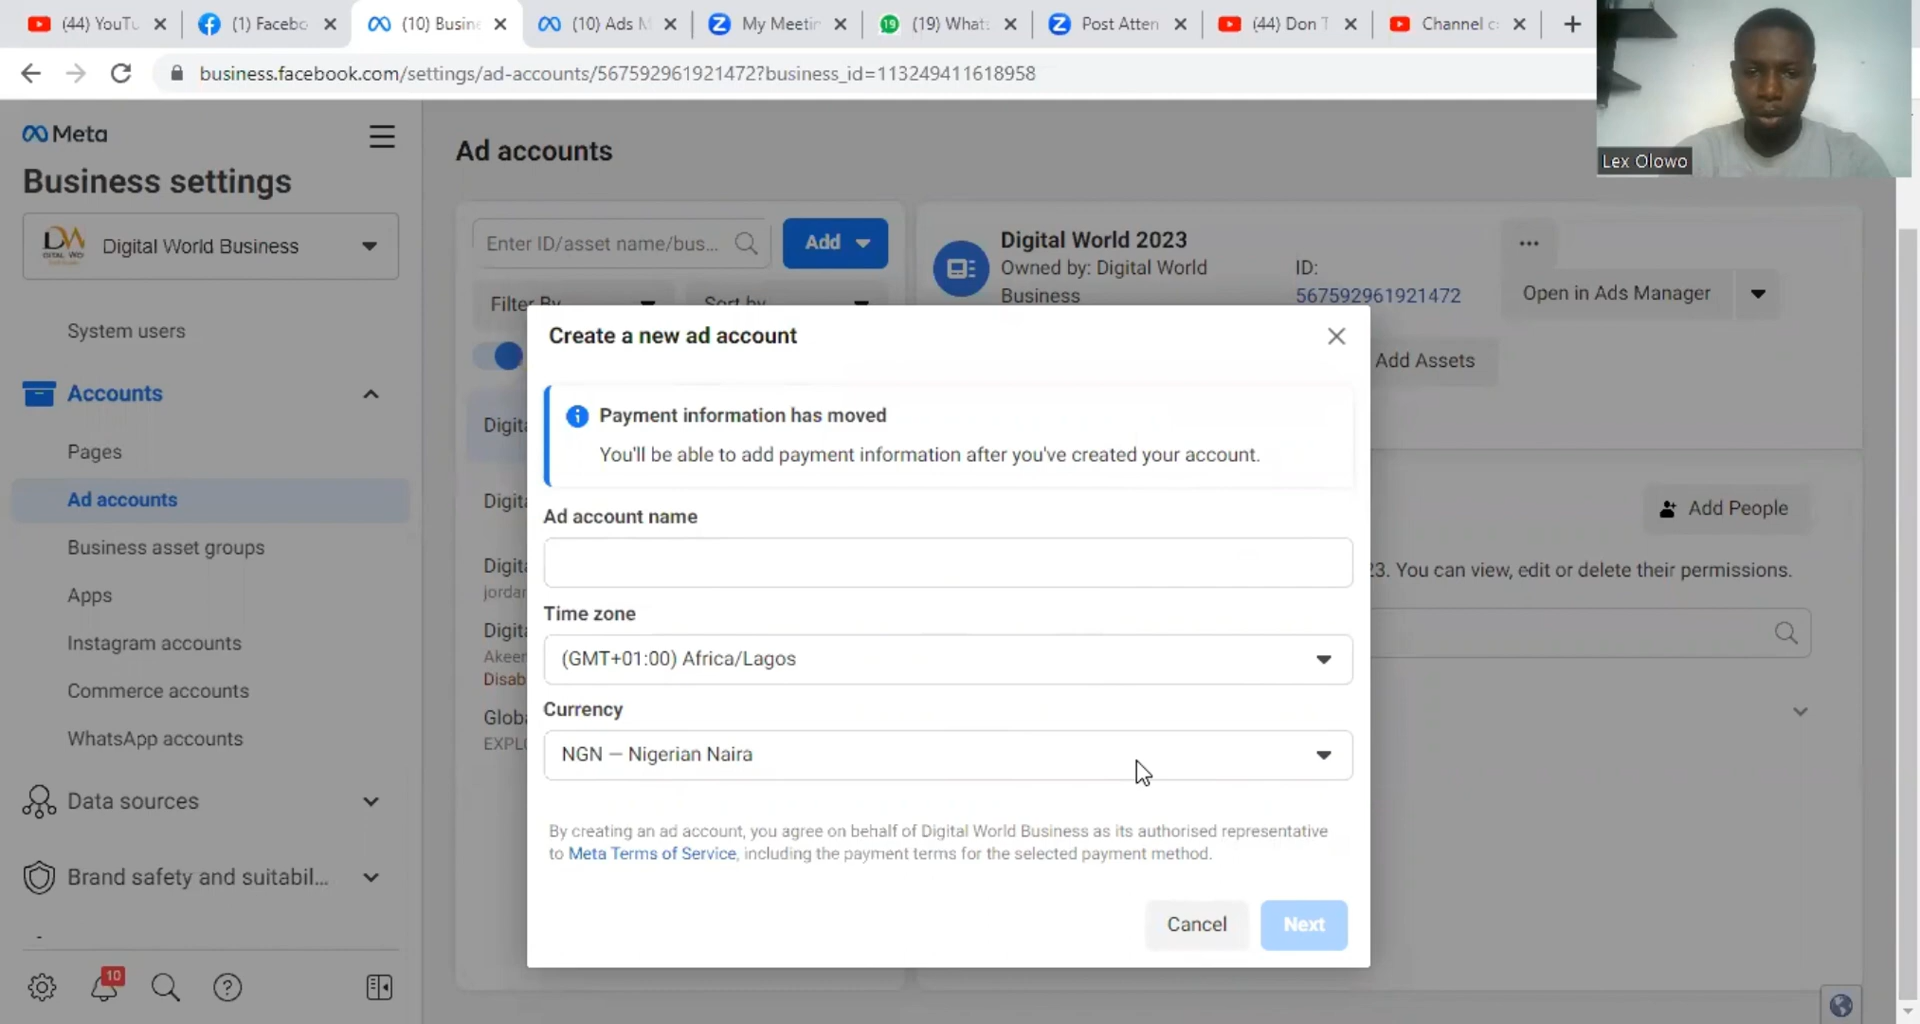 (44) YouTu
(1) Facebo
(10) Busin
(10) Ads M
My Meetin
19
(19) Whats
Post Atten
(44) Don T
Channel c
business.facebook.com/settings/ad-accounts/567592961921472?business_id=113249411618958
Lex Olowo
Meta
Business settings
DW
Digital World Business
System users
Accounts
Pages
Ad accounts
Business asset groups
Apps
Instagram accounts
Commerce accounts
WhatsApp accounts
Data sources
Brand safety and suitabil...
10
Ad accounts
Enter ID/asset name/bus...
Add
Filter By
Sort by
Digita
Digita
Digita
jordan
Digita
Akeem
Disab
Globa
EXPLO
Digital World 2023
Owned by: Digital World
Business
ID:
567592961921472
Open in Ads Manager
Add Assets
Add People
23. You can view, edit or delete their permissions.
Create a new ad account
Payment information has moved
You'll be able to add payment information after you've created your account.
Ad account name
Time zone
(GMT+01:00) Africa/Lagos
Currency
NGN — Nigerian Naira
By creating an ad account, you agree on behalf of Digital World Business as its authorised representative
to Meta Terms of Service, including the payment terms for the selected payment method.
Cancel
Next